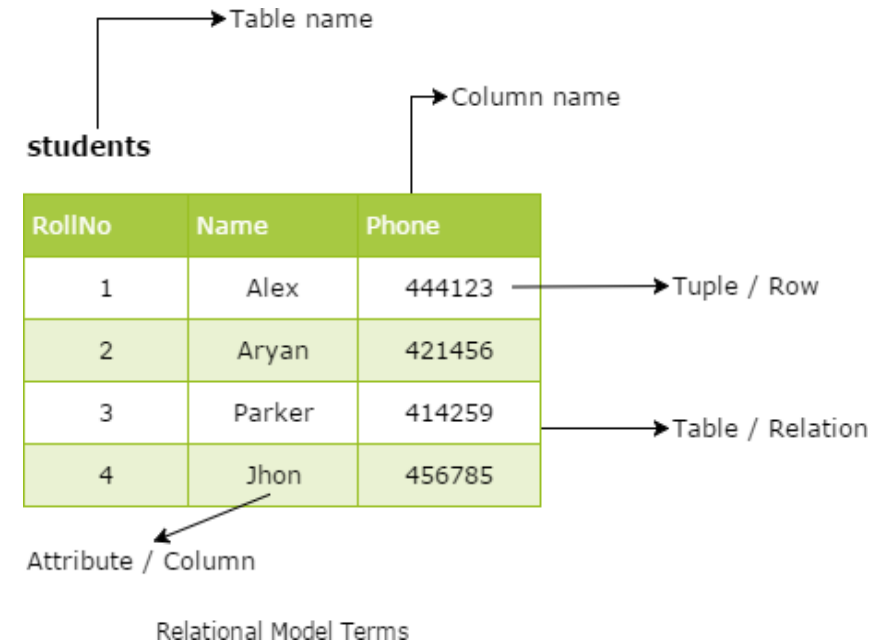 Table name
Column name
students
RollNo Name Phone
1 Alex 444123
Tuple / Row
2 Aryan 421456
3 Parker 414259
Table / Relation
4 Jhon 456785
Attribute / Column
Relational Model Terms